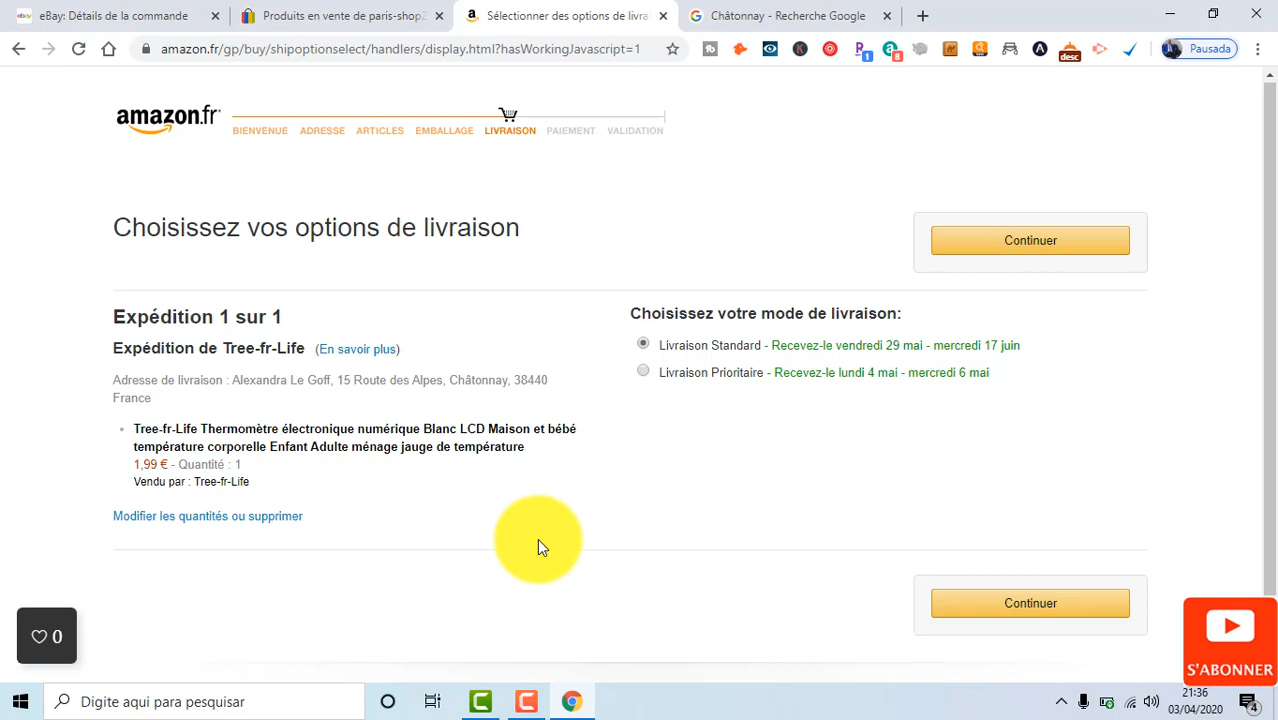 eBay: Détails de la commande
Produits en vente de paris-shop2
Sélectionner des options de livra
Châtonnay - Recherche Google
amazon.fr/gp/buy/shipoptionselect/handlers/display.html?hasWorkingJavascript=1
1
8
desc
Pausada
amazon.fr
BIENVENUE ADRESSE ARTICLES EMBALLAGE LIVRAISON PAIEMENT VALIDATION
Choisissez vos options de livraison
Continuer
Expédition 1 sur 1
Expédition de Tree-fr-Life (En savoir plus)
Adresse de livraison : Alexandra Le Goff, 15 Route des Alpes, Châtonnay, 38440
France
Tree-fr-Life Thermomètre électronique numérique Blanc LCD Maison et bébé
température corporelle Enfant Adulte ménage jauge de température
1,99 € - Quantité : 1
Vendu par : Tree-fr-Life
Modifier les quantités ou supprimer
Choisissez votre mode de livraison:
Livraison Standard - Recevez-le vendredi 29 mai - mercredi 17 juin
Livraison Prioritaire - Recevez-le lundi 4 mai - mercredi 6 mai
Continuer
0
S'ABONNER
Digite aqui para pesquisar
21:36
03/04/2020
4